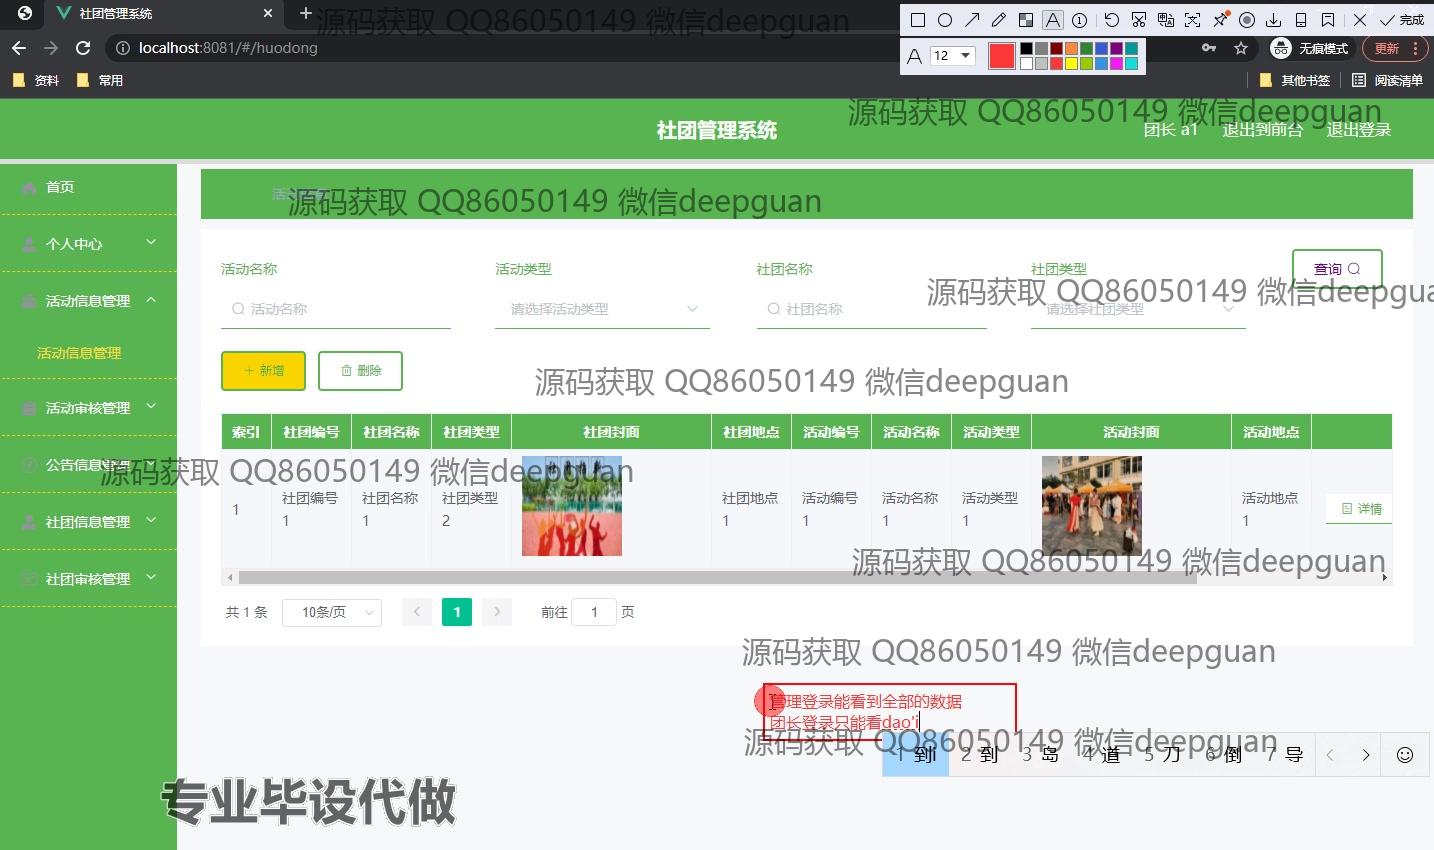 社团管理系统
完成
12
localhost:8081/#/huodong
无痕模式
更新
资料
常用
其他书签
阅读清单
源码获取 QQ86050149 微信deepguan
社团管理系统
源码获取 QQ86050149 微信deepguan
团长 a1
退出到前台
退出登录
首页
源码获取 QQ86050149 微信deepguan
个人中心
活动名称
活动类型
社团名称
社团类型
查询
源码获取 QQ86050149 微信deepgua
活动信息管理
活动名称
请选择活动类型
社团名称
请选择社团类型
活动信息管理
新增
删除
源码获取 QQ86050149 微信deepguan
活动审核管理
索引
社团编号
社团名称
社团类型
社团封面
社团地点
活动编号
活动名称
活动类型
活动封面
活动地点
公告信息管理
源码获取 QQ86050149 微信deepguan
1
社团编号1
社团名称1
社团类型2
社团地点1
活动编号1
活动名称1
活动类型1
活动地点1
详情
社团信息管理
源码获取 QQ86050149 微信deepguan
社团审核管理
共 1 条
10条/页
1
前往
1
页
源码获取 QQ86050149 微信deepguan
管理登录能看到全部的数据
团长登录只能看dao'i
源码获取 QQ86050149 微信deepguan
1 到i 2 到 3 岛 4 道 5 刀 6 倒 7 导
专业毕设代做